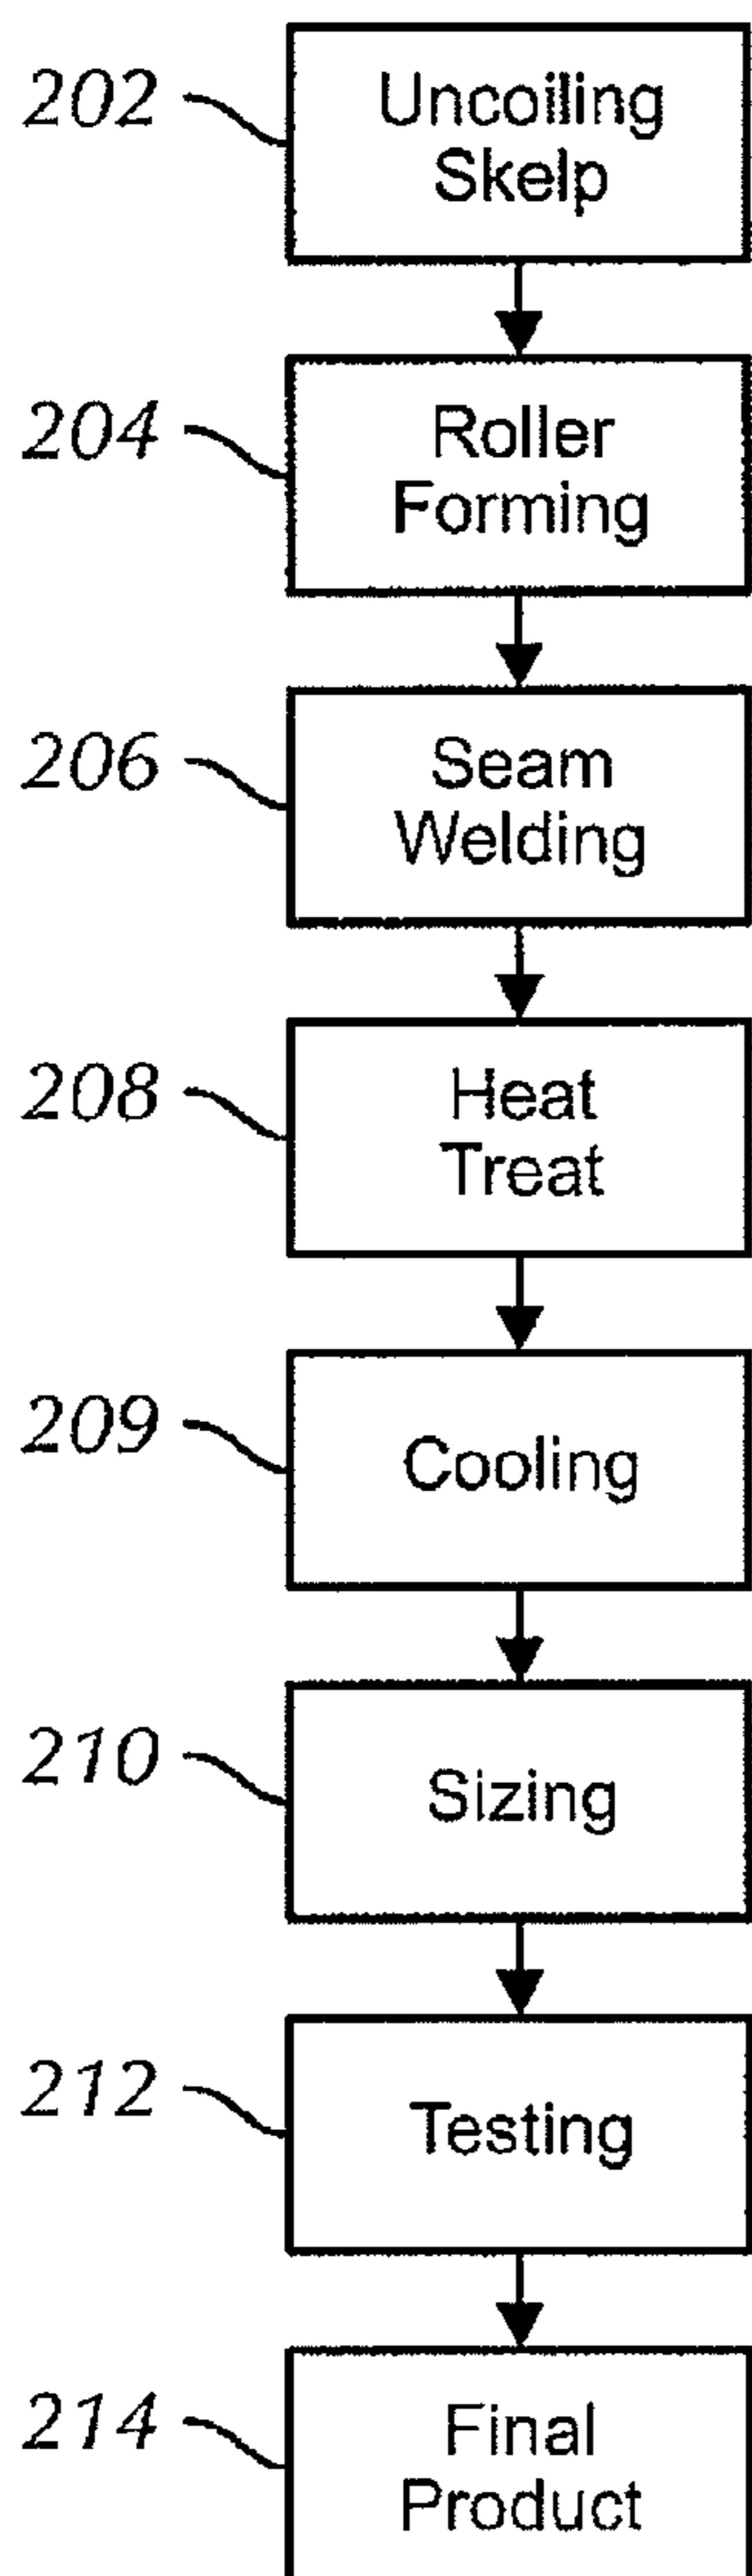 202
Uncoiling
Skelp
204
Roller
Forming
206
Seam
Welding
208
Heat
Treat
209
Cooling
210
Sizing
212
Testing
214
Final
Product